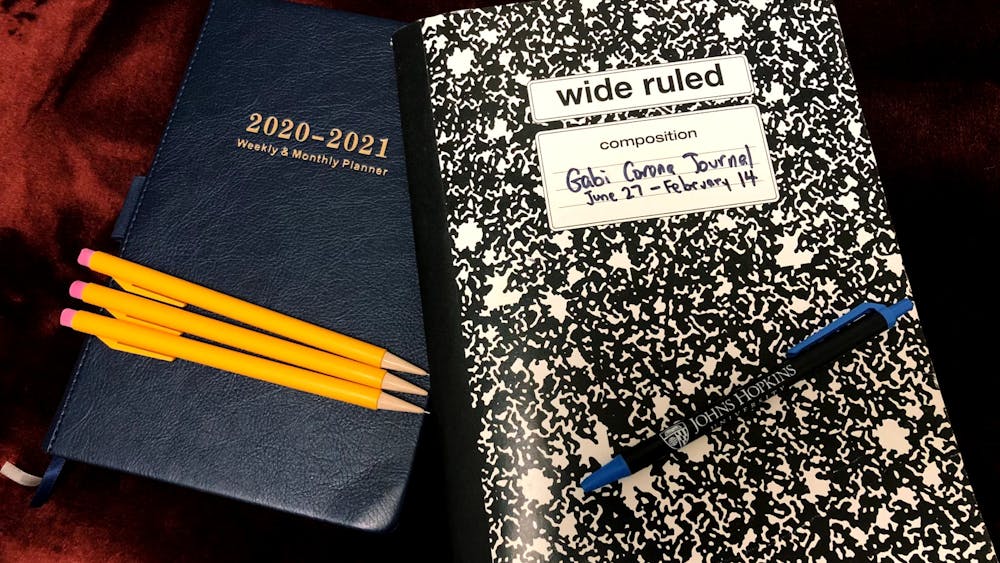 2020-2021
Weekly & Monthly Planner
wide ruled
composition
Gabi Corona Journal
June 27 - February 14
JOHNS HOPKINS